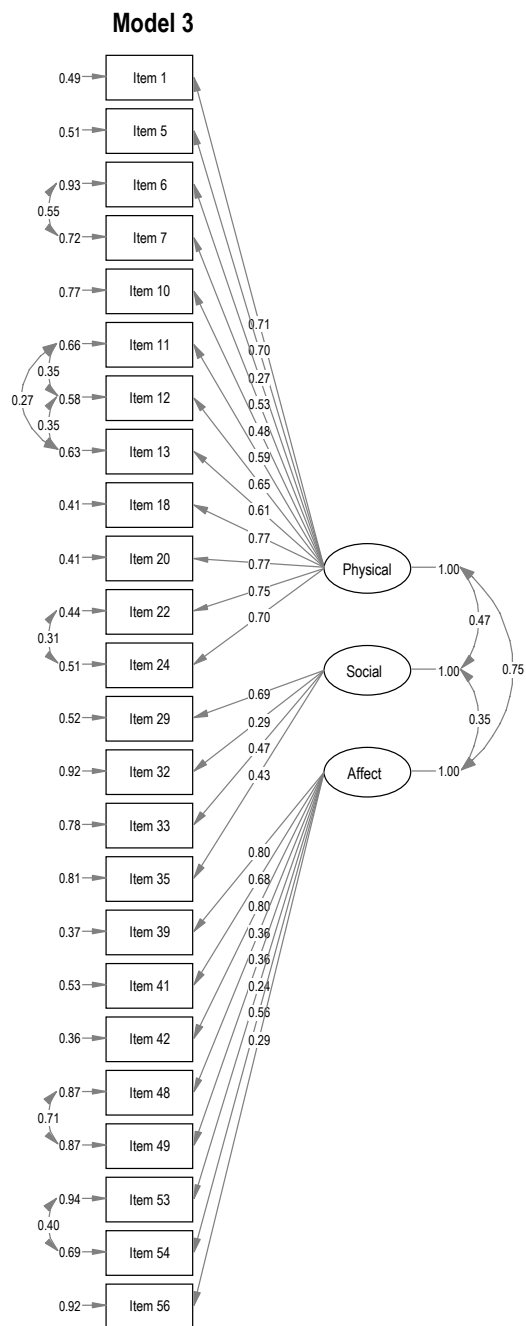 Model 3
0.49 Item 1
0.51 Item 5
0.93 Item 6
0.55
0.72 Item 7
0.77 Item 10
0.66 Item 11
0.71
0.70
0.27
0.35
0.53
0.27
0.58 Item 12
0.48
0.35
0.59
0.63 Item 13
0.65
0.61
0.41 Item 18
0.77
0.41 Item 20
0.77
Physical 1.00
0.44 Item 22
0.75
0.70
0.47
0.31
0.51 Item 24
Social 1.00
0.75
0.52 Item 29
0.69
0.29
0.35
0.92 Item 32
0.47
0.43
Affect 1.00
0.78 Item 33
0.81 Item 35
0.80
0.68
0.80
0.37 Item 39
0.36
0.36
0.24
0.53 Item 41
0.56
0.29
0.36 Item 42
0.87 Item 48
0.71
0.87 Item 49
0.94 Item 53
0.40
0.69 Item 54
0.92 Item 56